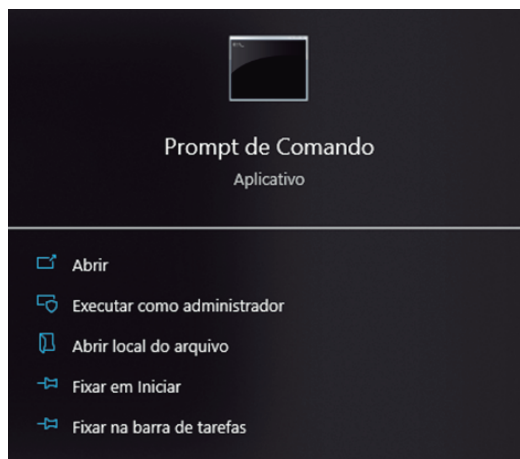 Prompt de Comando
Aplicativo
Abrir
Executar como administrador
Abrir local do arquivo
Fixar em Iniciar
Fixar na barra de tarefas